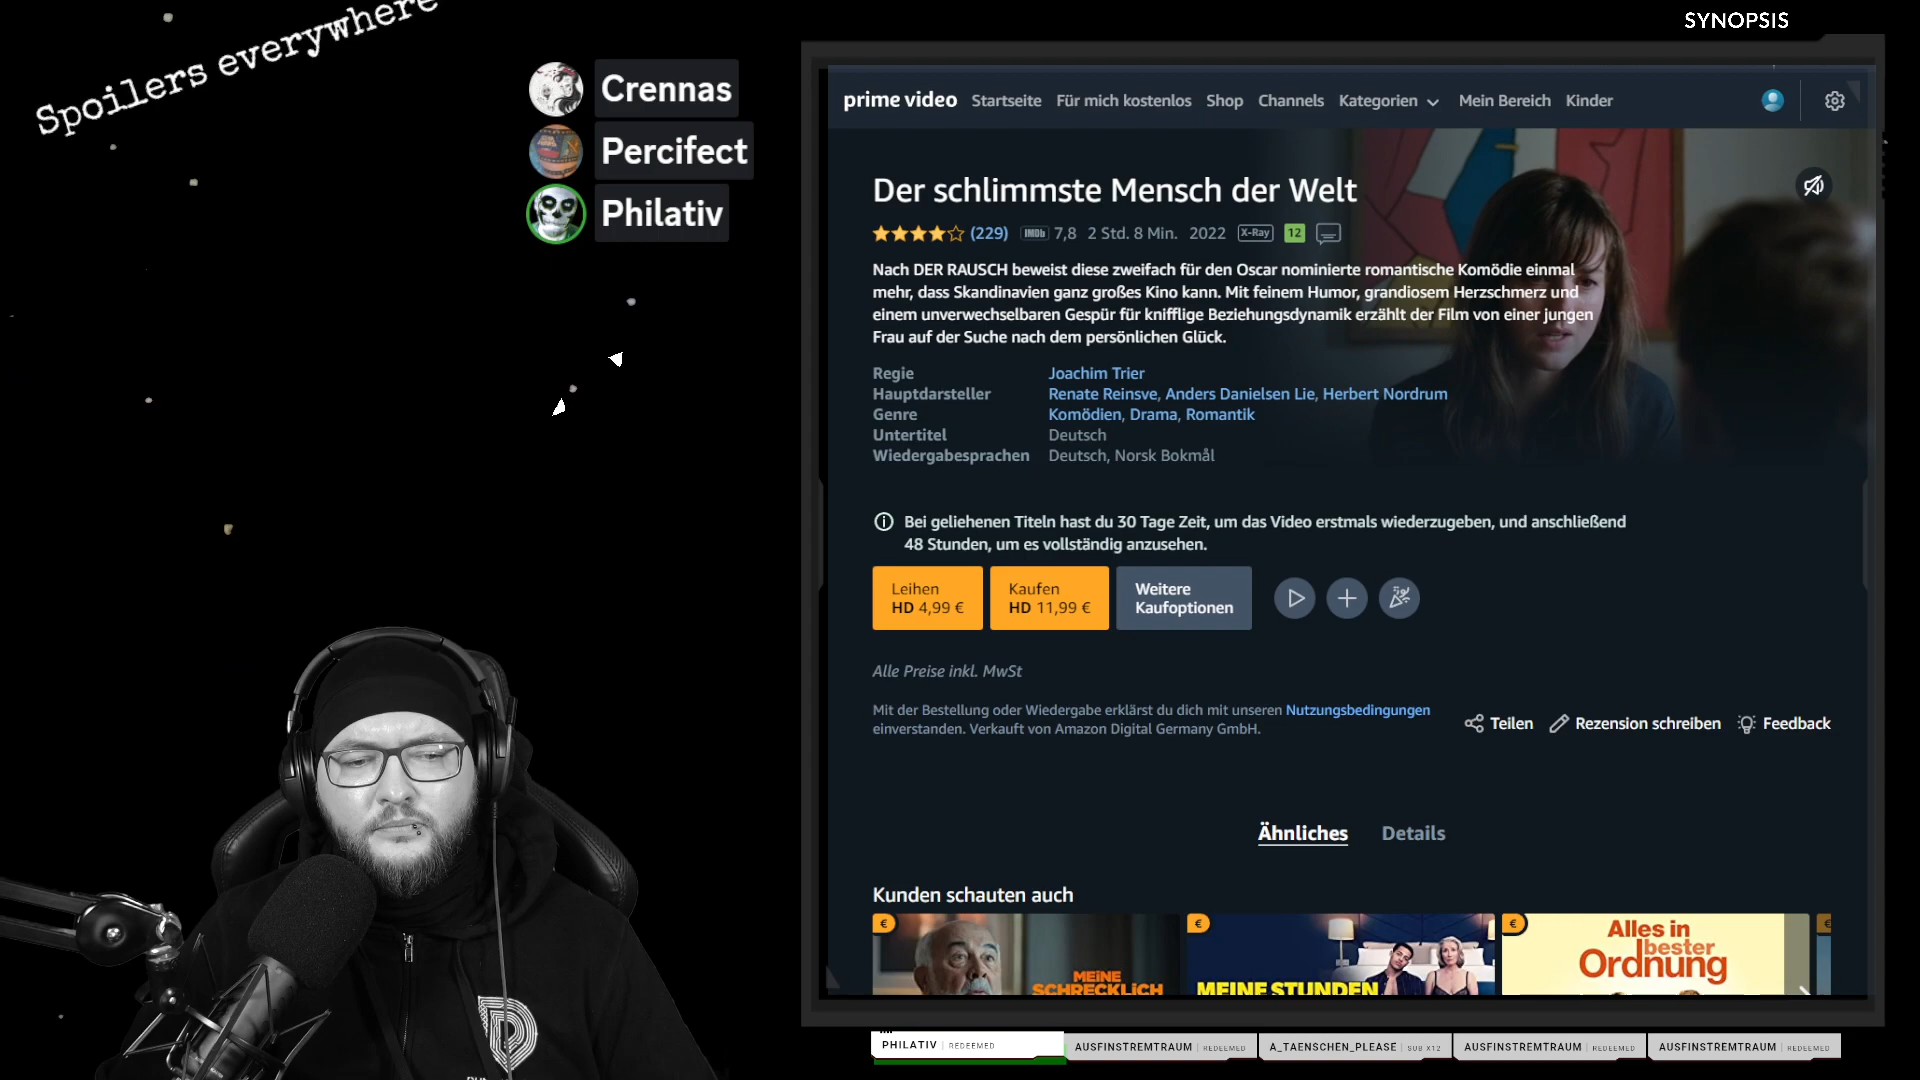 Spoilers everywhere
SYNOPSIS
Crennas
Percifect
Philativ
prime video Startseite Für mich kostenlos Shop Channels Kategorien Mein Bereich Kinder
Der schlimmste Mensch der Welt
(229) IMDb 7,8 2 Std. 8 Min. 2022 X-Ray 12
Nach DER RAUSCH beweist diese zweifach für den Oscar nominierte romantische Komödie einmal
mehr, dass Skandinavien ganz großes Kino kann. Mit feinem Humor, grandiosem Herzschmerz und
einem unverwechselbaren Gespür für knifflige Beziehungsdynamik erzählt der Film von einer jungen
Frau auf der Suche nach dem persönlichen Glück.
Regie Joachim Trier
Hauptdarsteller Renate Reinsve, Anders Danielsen Lie, Herbert Nordrum
Genre Komödien, Drama, Romantik
Untertitel Deutsch
Wiedergabesprachen Deutsch, Norsk Bokmål
Bei geliehenen Titeln hast du 30 Tage Zeit, um das Video erstmals wiederzugeben, und anschließend
48 Stunden, um es vollständig anzusehen.
Leihen
HD 4,99 €
Kaufen
HD 11,99 €
Weitere
Kaufoptionen
Alle Preise inkl. MwSt
Mit der Bestellung oder Wiedergabe erklärst du dich mit unseren Nutzungsbedingungen
einverstanden. Verkauft von Amazon Digital Germany GmbH.
Teilen Rezension schreiben Feedback
Ähnliches Details
Kunden schauten auch
€ € € €
MEINE
SCHRECKLICH
MEINE STUNDEN
Alles in
bester
Ordnung
PHILATIV | REDEEMED
AUSFINSTREMTRAUM | REDEEMED
A_TAENSCHEN_PLEASE | SUB X12
AUSFINSTREMTRAUM | REDEEMED
AUSFINSTREMTRAUM | REDEEMED